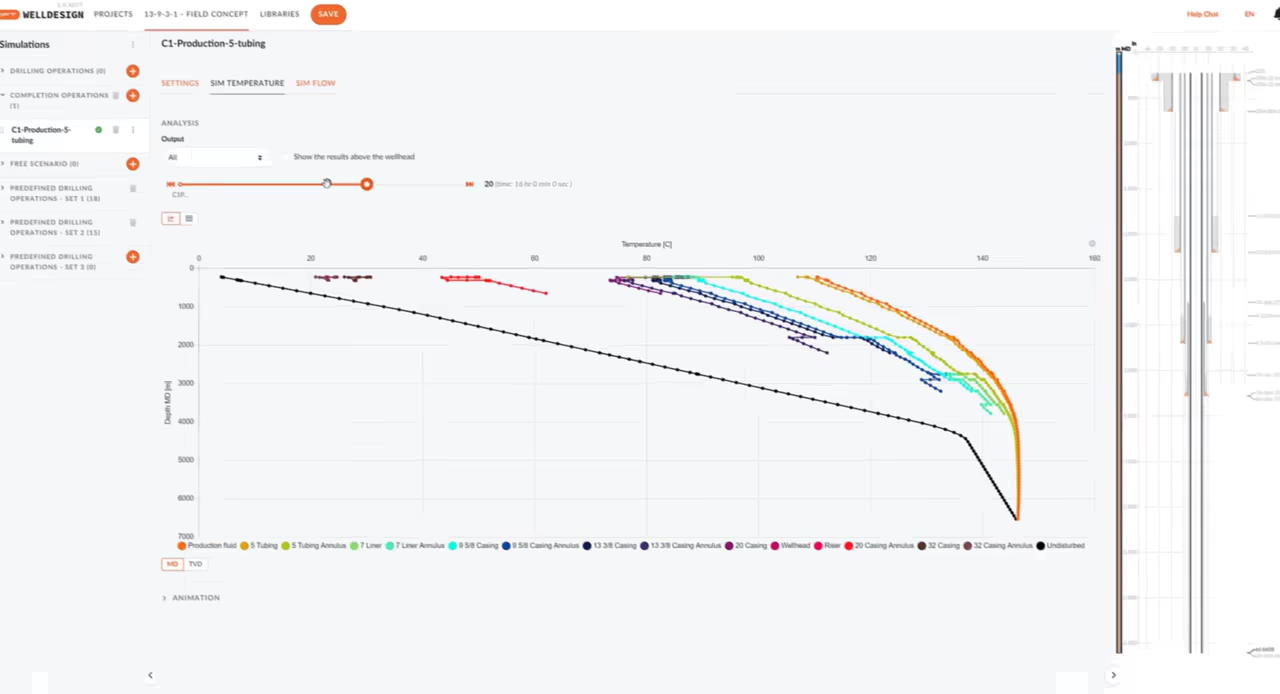 WELLDESIGN PROJECTS 13-9-3-1 - FIELD CONCEPT LIBRARIES SAVE Help Chat EN
Simulations
DRILLING OPERATIONS (0)
COMPLETION OPERATIONS
(1)
C1-Production-5-
tubing
FREE SCENARIO (0)
PREDEFINED DRILLING
OPERATIONS - SET 1 (18)
PREDEFINED DRILLING
OPERATIONS - SET 2 (15)
PREDEFINED DRILLING
OPERATIONS - SET 3 (0)
C1-Production-5-tubing
SETTINGS SIM TEMPERATURE SIM FLOW
ANALYSIS
Output
All Show the results above the wellhead
20 (time: 16 hr 0 min 0 sec)
C1P...
Temperature [C]
0 20 40 60 80 100 120 140 160
Depth MD [m]
0
1000
2000
3000
4000
5000
6000
7000
Production fluid 5 Tubing 5 Tubing Annulus 7 Liner 7 Liner Annulus 9 5/8 Casing 9 5/8 Casing Annulus 13 3/8 Casing 13 3/8 Casing Annulus 20 Casing Wellhead Riser 20 Casing Annulus 32 Casing 32 Casing Annulus Undisturbed
MD TVD
ANIMATION